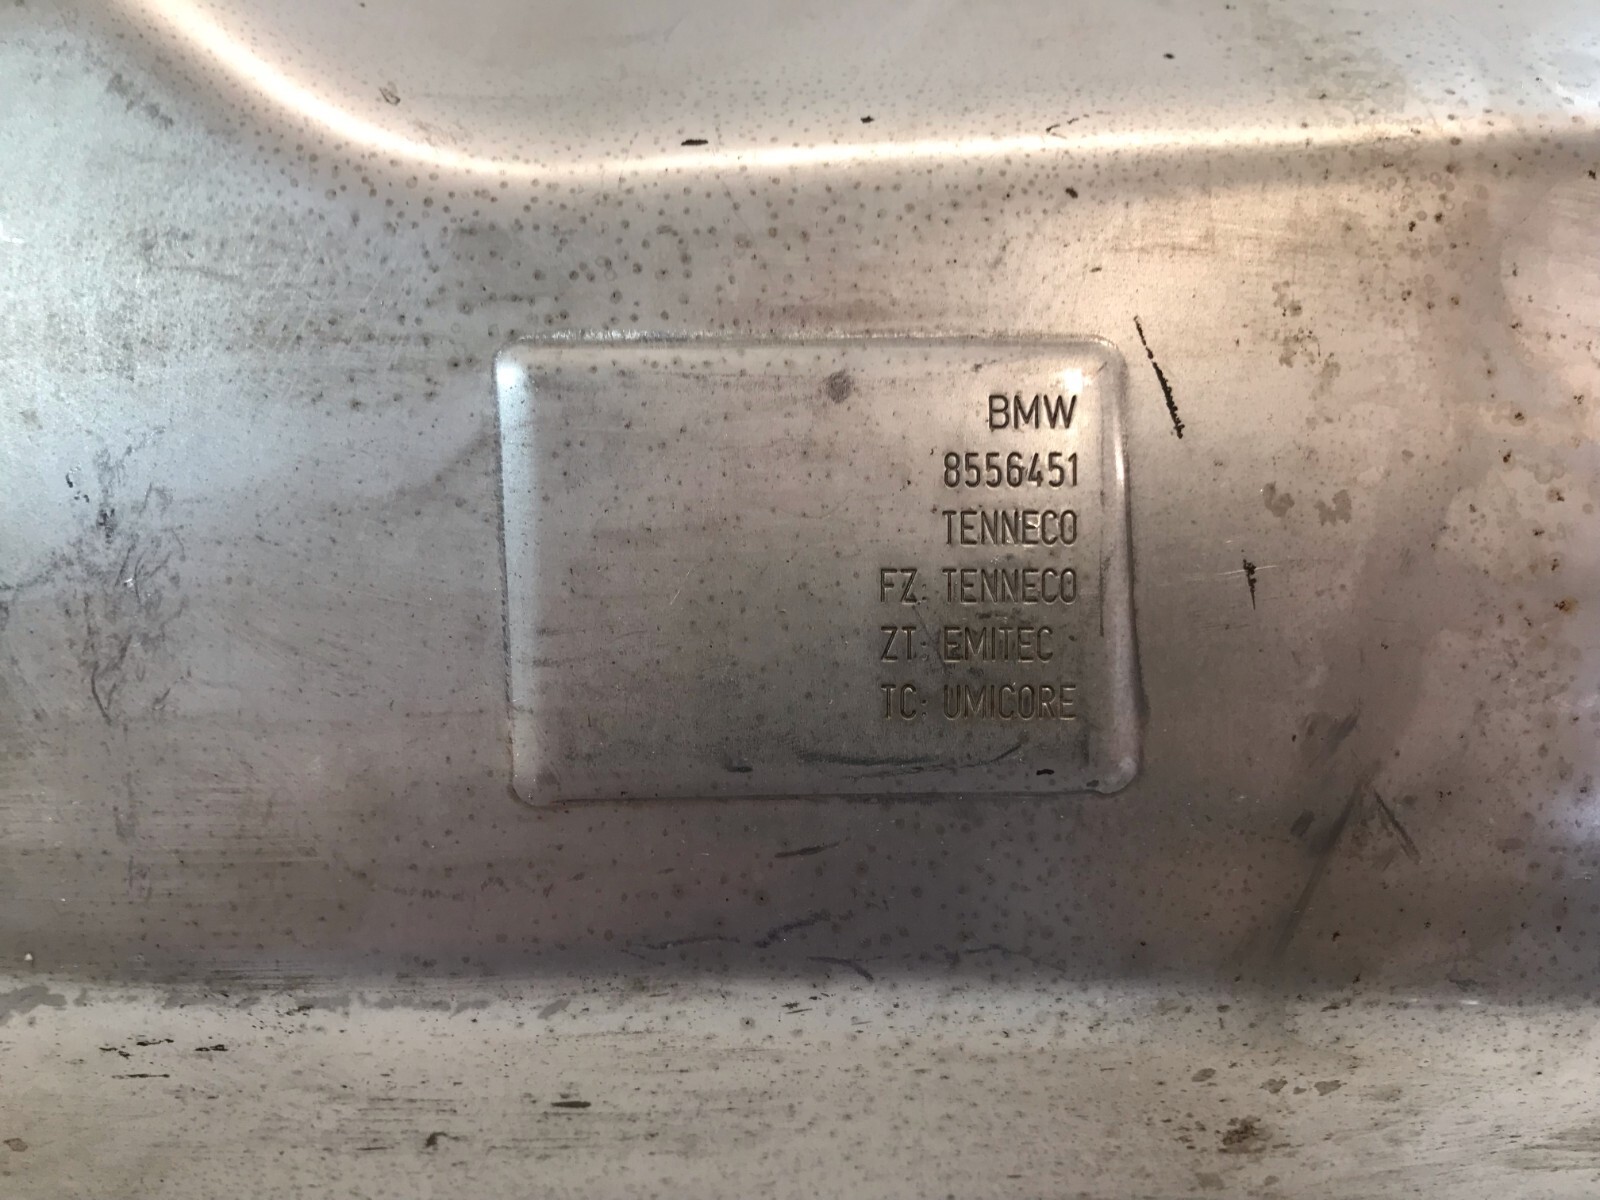 BMW
8556451
TENNECO
FZ: TENNECO
ZT: EMITEC
TC: UMICORE